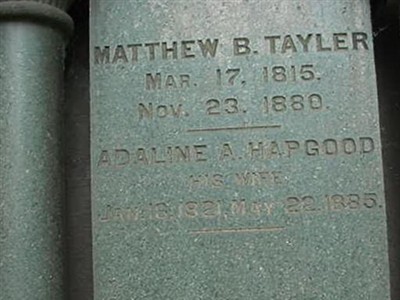 MATTHEW B. TAYLER
MAR. 17. 1815.
NOV. 23. 1880.
ADALINE A. HAPGOOD
HIS WIFE
JAN. 13. 1821. MAY 22. 1885.